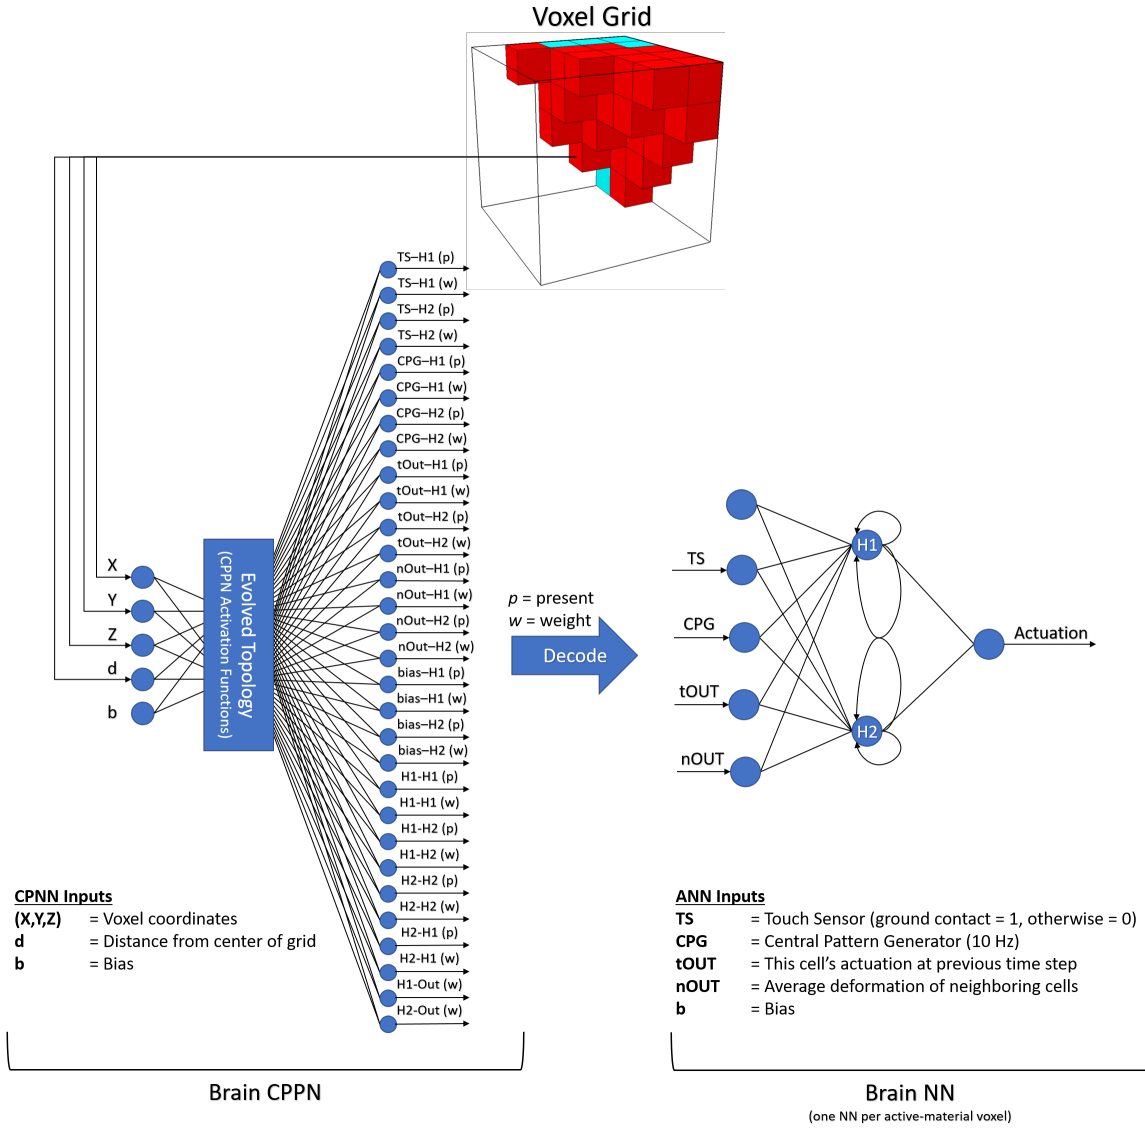 Voxel Grid
TS–H1 (p)
TS–H1 (w)
TS–H2 (p)
TS–H2 (w)
CPG–H1 (p)
CPG–H1 (w)
CPG–H2 (p)
CPG–H2 (w)
tOut–H1 (p)
tOut–H1 (w)
tOut–H2 (p)
tOut–H2 (w)
nOut–H1 (p)
nOut–H1 (w)
nOut–H2 (p)
nOut–H2 (w)
bias–H1 (p)
bias–H1 (w)
bias–H2 (p)
bias–H2 (w)
H1-H1 (p)
H1-H1 (w)
H1-H2 (p)
H1-H2 (w)
H2-H2 (p)
H2-H2 (w)
H2-H1 (p)
H2-H1 (w)
H1-Out (w)
H2-Out (w)
X
Y
Z
d
b
Evolved Topology
(CPPN Activation Functions)
p = present
w = weight
Decode
TS
CPG
tOUT
nOUT
H1
H2
Actuation
CPNN Inputs
(X,Y,Z) = Voxel coordinates
d = Distance from center of grid
b = Bias
ANN Inputs
TS = Touch Sensor (ground contact = 1, otherwise = 0)
CPG = Central Pattern Generator (10 Hz)
tOUT = This cell's actuation at previous time step
nOUT = Average deformation of neighboring cells
b = Bias
Brain CPPN
Brain NN
(one NN per active-material voxel)